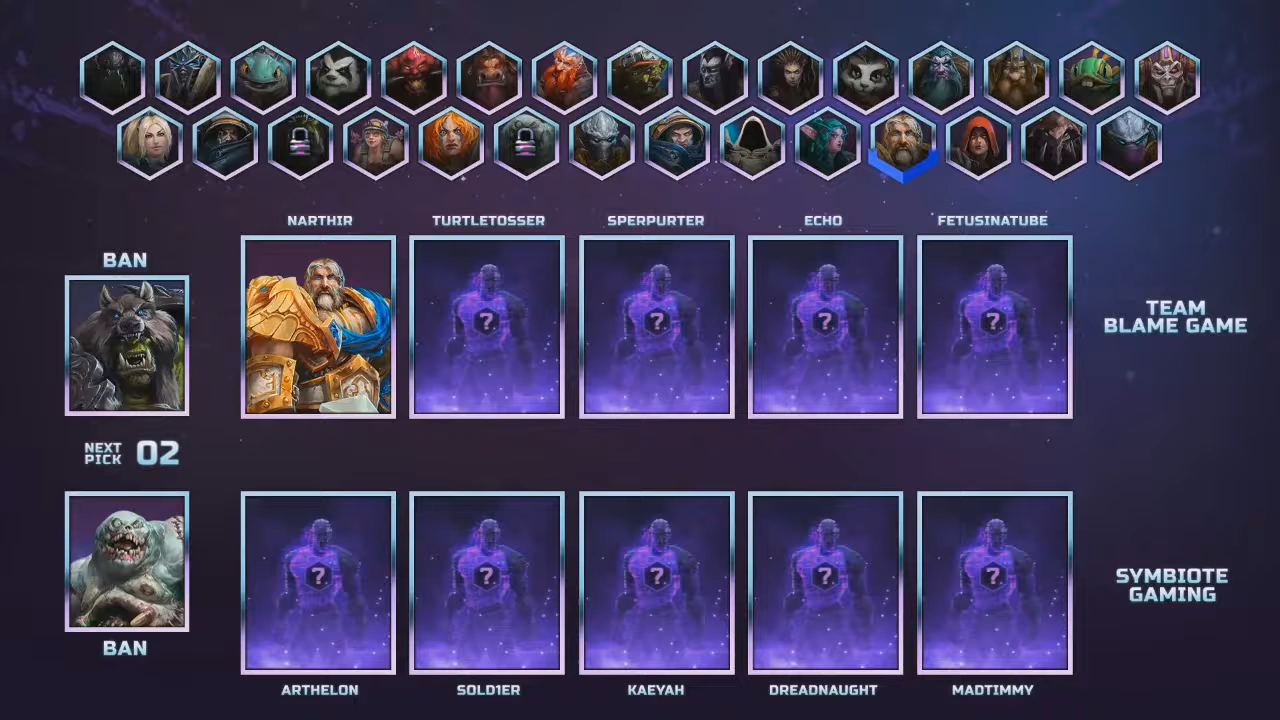 NARTHIR
TURTLETOSSER
SPERPURTER
ECHO
FETUSINATUBE
BAN
?
?
?
?
TEAM
BLAME GAME
NEXT
PICK
02
?
?
?
?
?
SYMBIOTE
GAMING
BAN
ARTHELON
SOLD1ER
KAEYAH
DREADNAUGHT
MADTIMMY